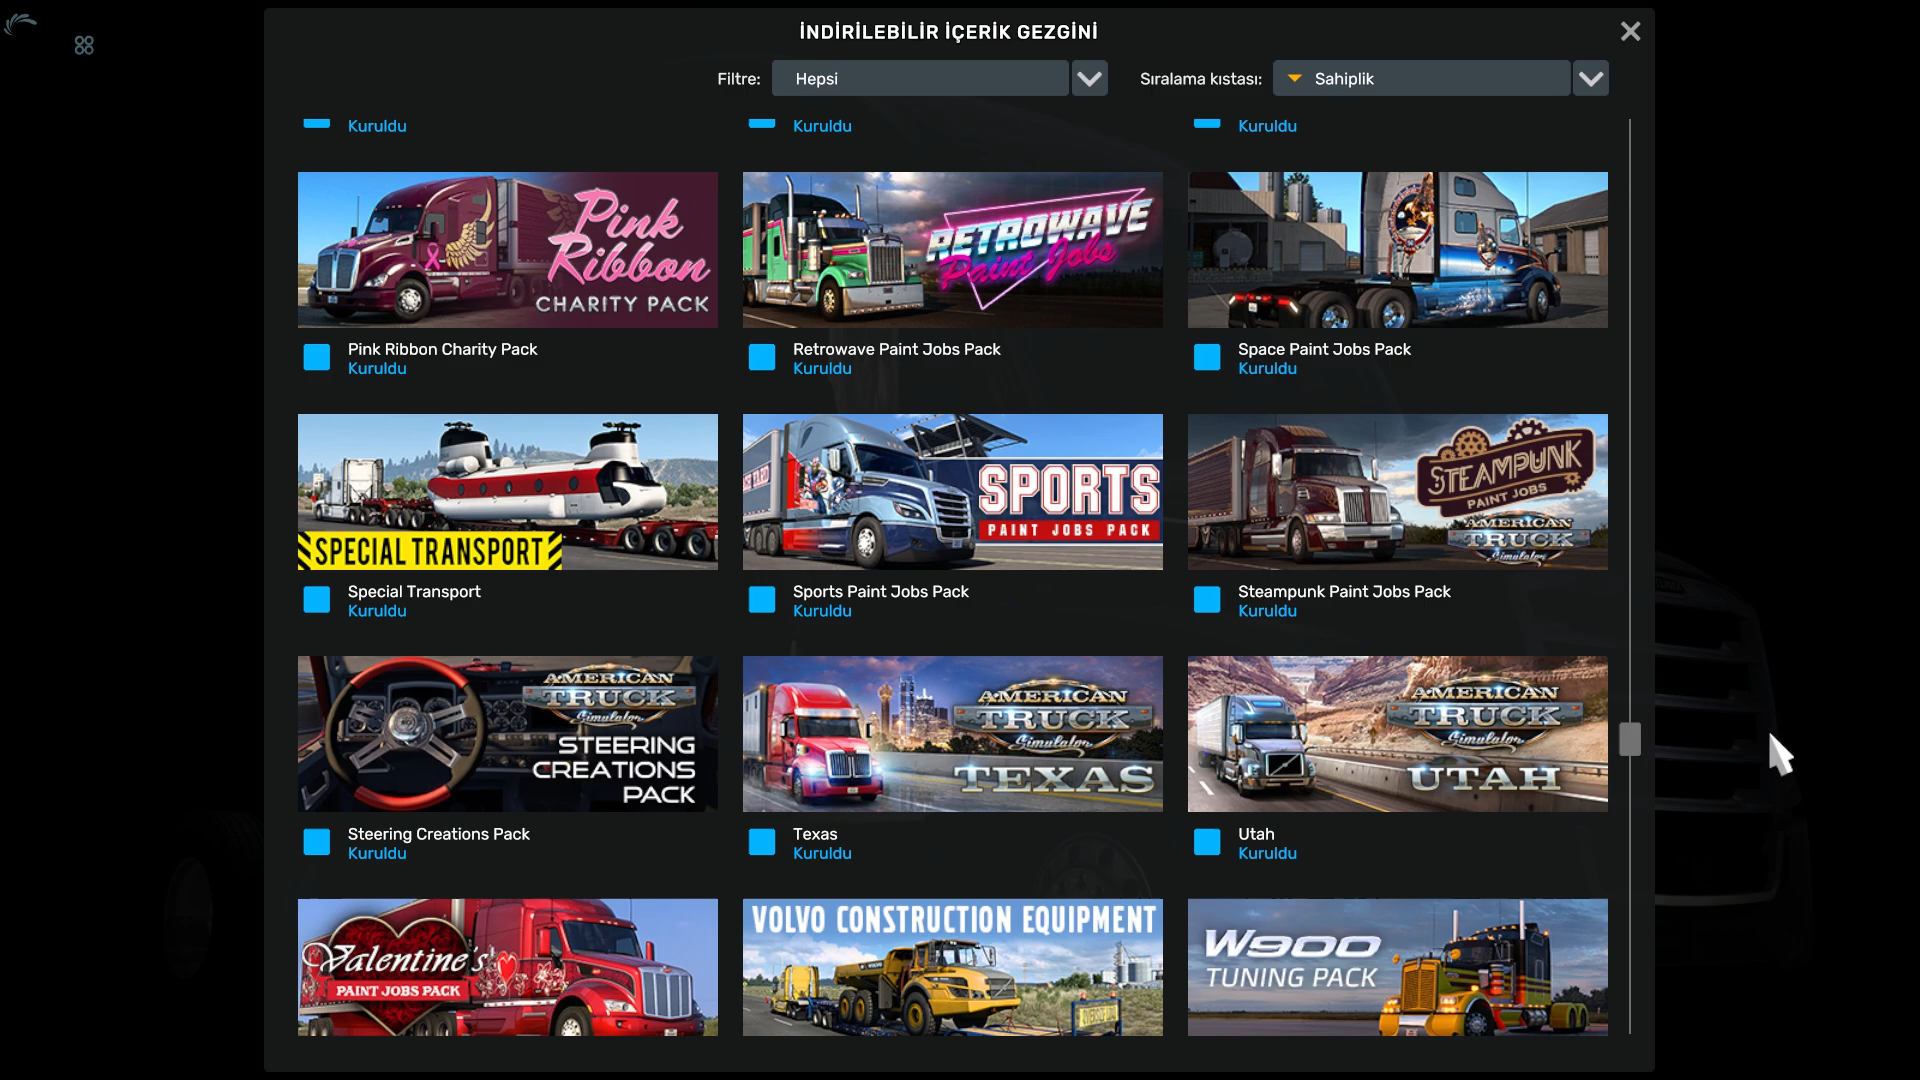 İNDİRİLEBİLİR İÇERİK GEZGİNİ
Filtre: Hepsi
Sıralama kıstası: Sahiplik
Kuruldu
Kuruldu
Kuruldu
Pink
Ribbon
CHARITY PACK
RETROWAVE
Paint Jobs
Pink Ribbon Charity Pack
Kuruldu
Retrowave Paint Jobs Pack
Kuruldu
Space Paint Jobs Pack
Kuruldu
SPECIAL TRANSPORT
SPORTS
PAINT JOBS PACK
STEAMPUNK
PAINT JOBS
AMERICAN
TRUCK
Simulator
Special Transport
Kuruldu
Sports Paint Jobs Pack
Kuruldu
Steampunk Paint Jobs Pack
Kuruldu
AMERICAN
TRUCK
Simulator
STEERING
CREATIONS
PACK
AMERICAN
TRUCK
Simulator
TEXAS
AMERICAN
TRUCK
Simulator
UTAH
Steering Creations Pack
Kuruldu
Texas
Kuruldu
Utah
Kuruldu
Valentine's
PAINT JOBS PACK
VOLVO CONSTRUCTION EQUIPMENT
W900
TUNING PACK